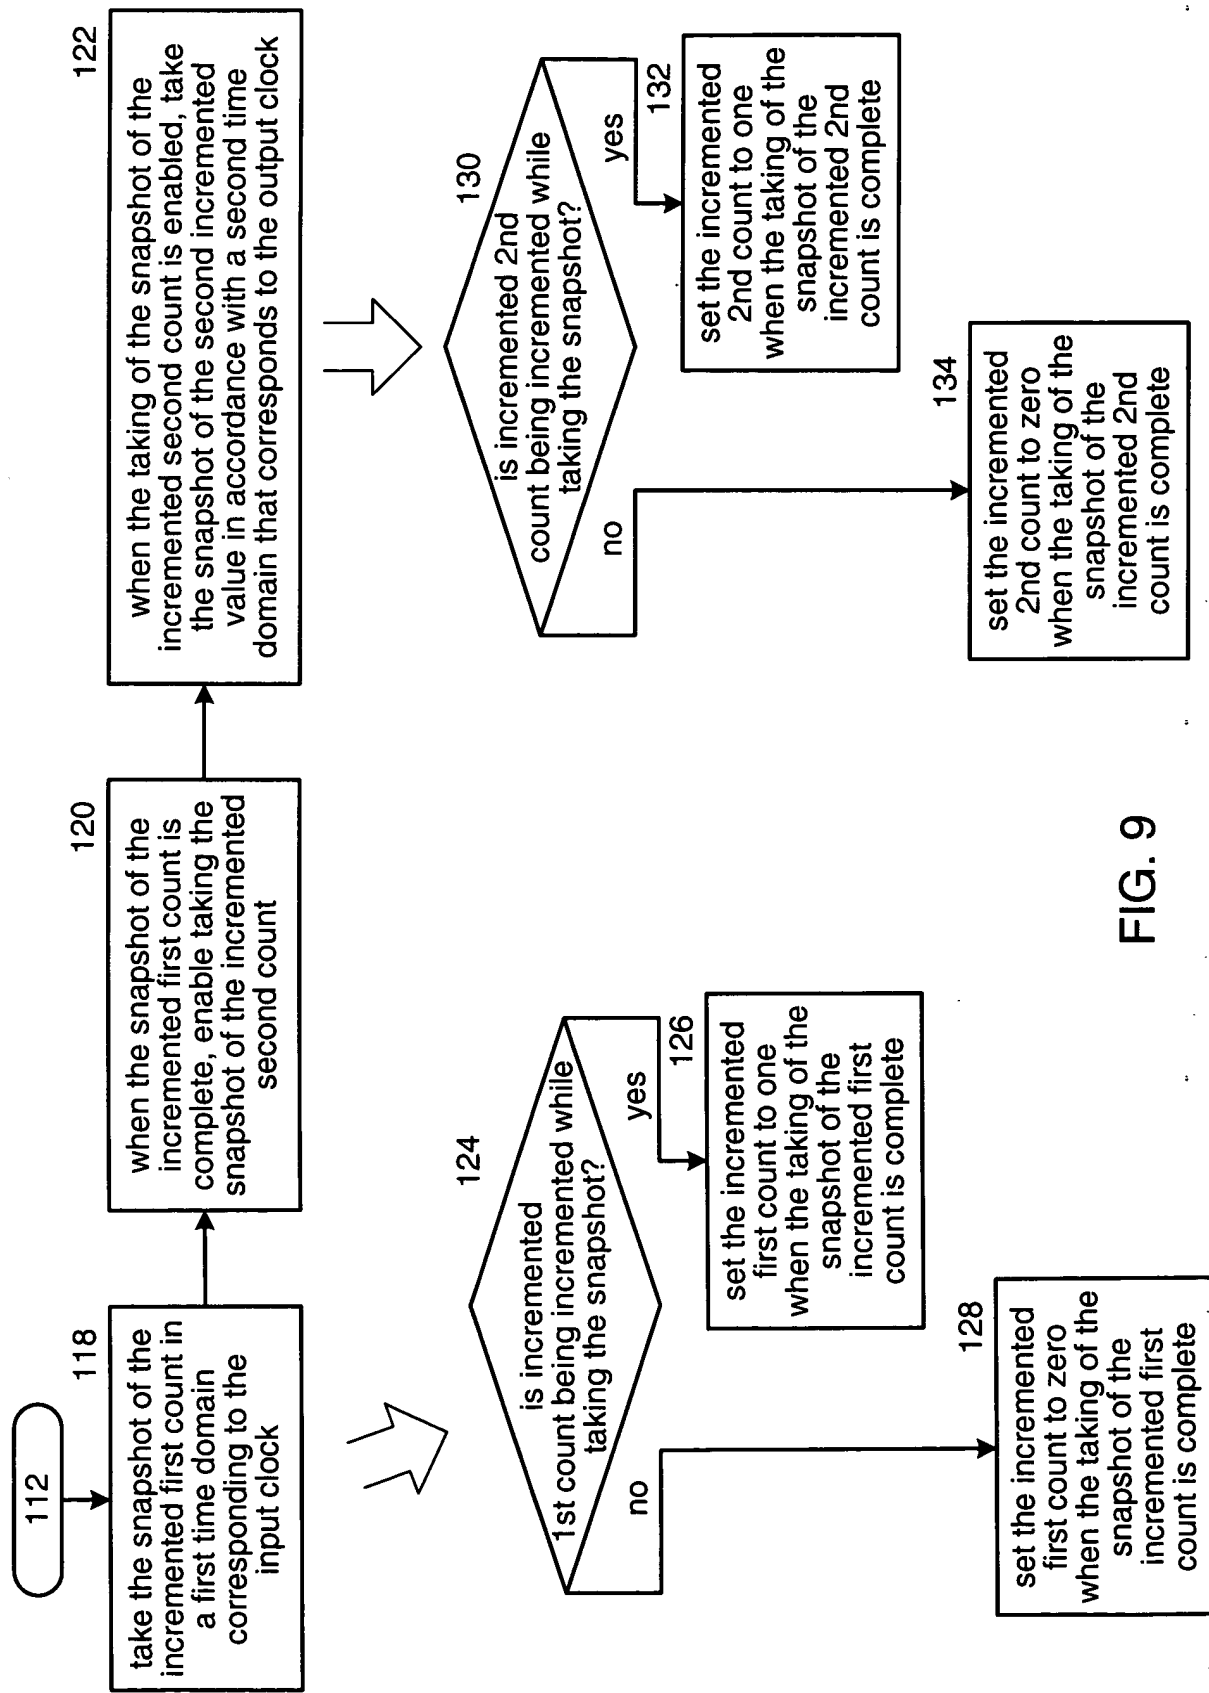 112
118
take the snapshot of the
incremented first count in
a first time domain
corresponding to the
input clock
120
when the snapshot of the
incremented first count is
complete, enable taking the
snapshot of the incremented
second count
122
when the taking of the snapshot of the
incremented second count is enabled, take
the snapshot of the second incremented
value in accordance with a second time
domain that corresponds to the output clock
124
is incremented
1st count being incremented while
taking the snapshot?
yes
no
126
set the incremented
first count to one
when the taking of the
snapshot of the
incremented first
count is complete
128
set the incremented
first count to zero
when the taking of the
snapshot of the
incremented first
count is complete
130
is incremented 2nd
count being incremented while
taking the snapshot?
yes
no
132
set the incremented
2nd count to one
when the taking of the
snapshot of the
incremented 2nd
count is complete
134
set the incremented
2nd count to zero
when the taking of the
snapshot of the
incremented 2nd
count is complete
FIG. 9